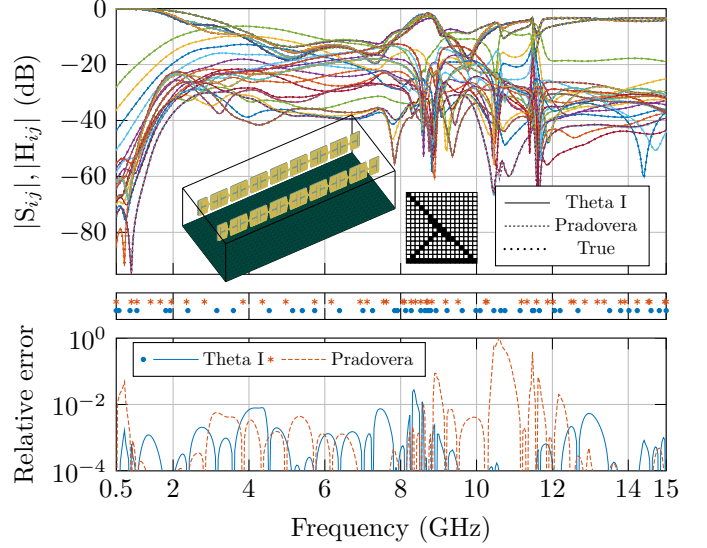 0
−20
−40
−60
−80
|S_ij|, |H_ij| (dB)
Theta I
Pradovera
True
10^0
10^−2
10^−4
Relative error
Theta I
Pradovera
0.5 2 4 6 8 10 12 14 15
Frequency (GHz)